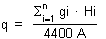 q = Σⁿᵢ₌₁ gi · Hi
4400 A